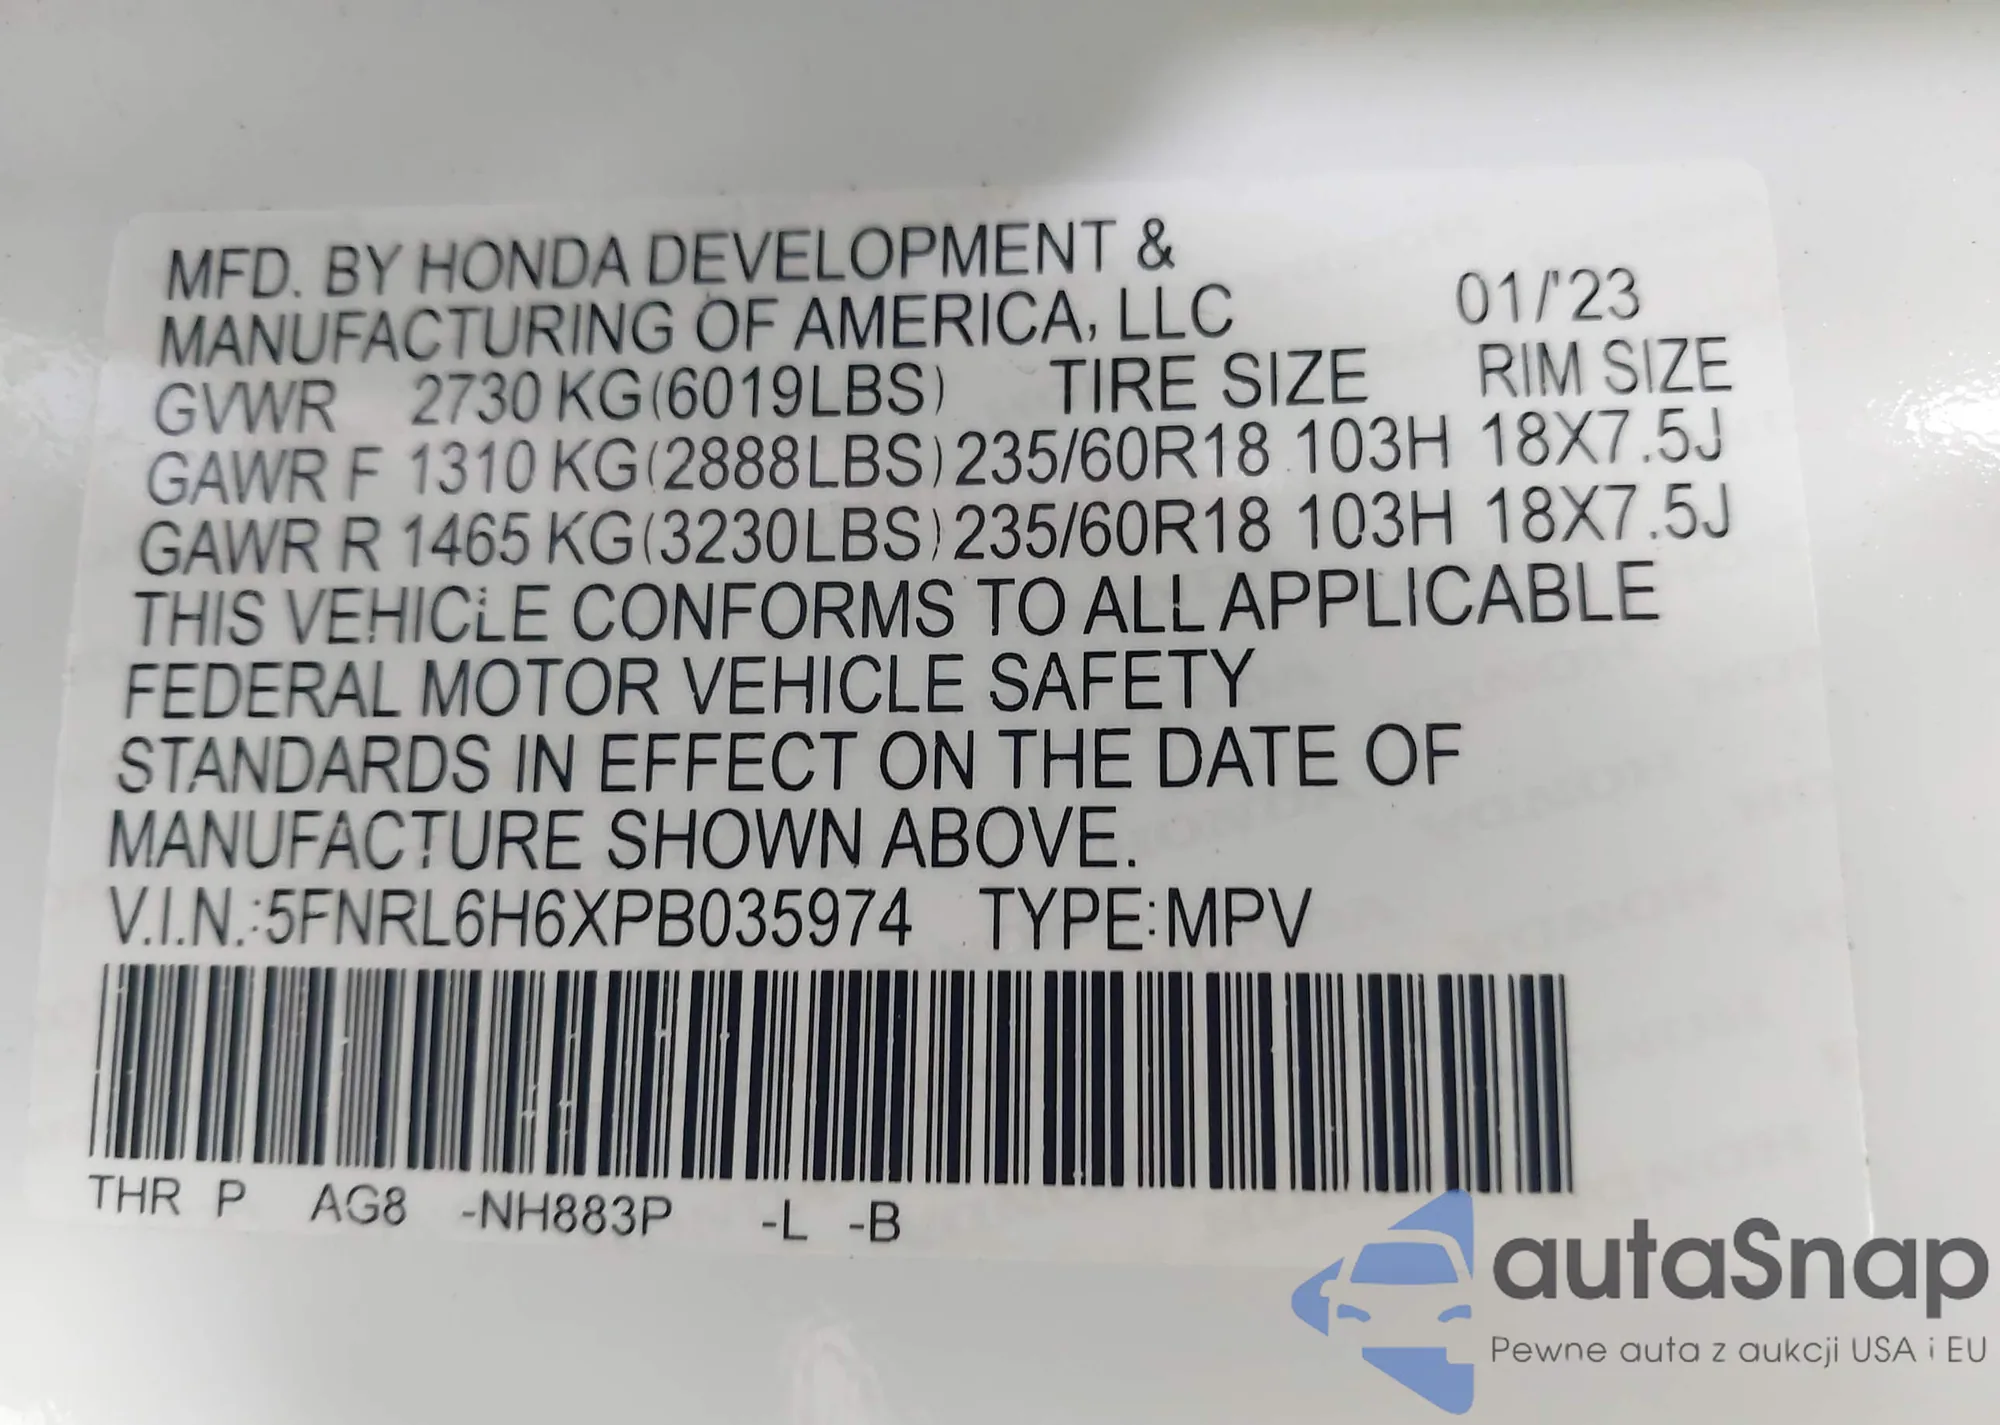 MFD. BY HONDA DEVELOPMENT &
MANUFACTURING OF AMERICA, LLC 01/'23
GVWR 2730 KG(6019LBS) TIRE SIZE RIM SIZE
GAWR F 1310 KG(2888LBS) 235/60R18 103H 18X7.5J
GAWR R 1465 KG(3230LBS) 235/60R18 103H 18X7.5J
THIS VEHICLE CONFORMS TO ALL APPLICABLE
FEDERAL MOTOR VEHICLE SAFETY
STANDARDS IN EFFECT ON THE DATE OF
MANUFACTURE SHOWN ABOVE.
V.I.N.:5FNRL6H6XPB035974 TYPE:MPV
THR P AG8 -NH883P -L -B
autaSnap
Pewne auta z aukcji USA i EU